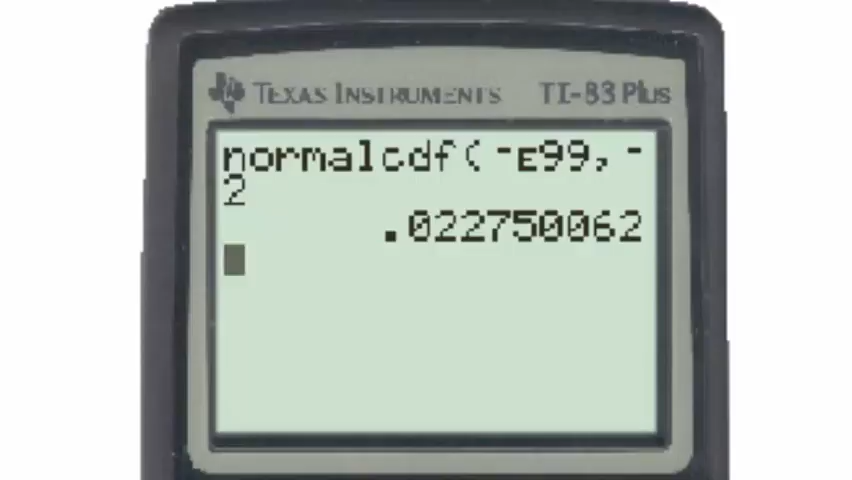 TEXAS INSTRUMENTS TI-83 Plus
normalcdf(-E99,-
2
.022750062